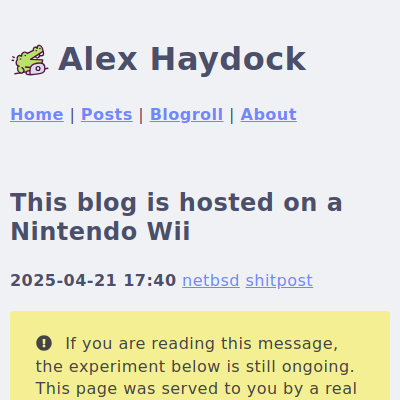 Alex Haydock
Home | Posts | Blogroll | About
This blog is hosted on a
Nintendo Wii
2025-04-21 17:40 netbsd shitpost
If you are reading this message,
the experiment below is still ongoing.
This page was served to you by a real